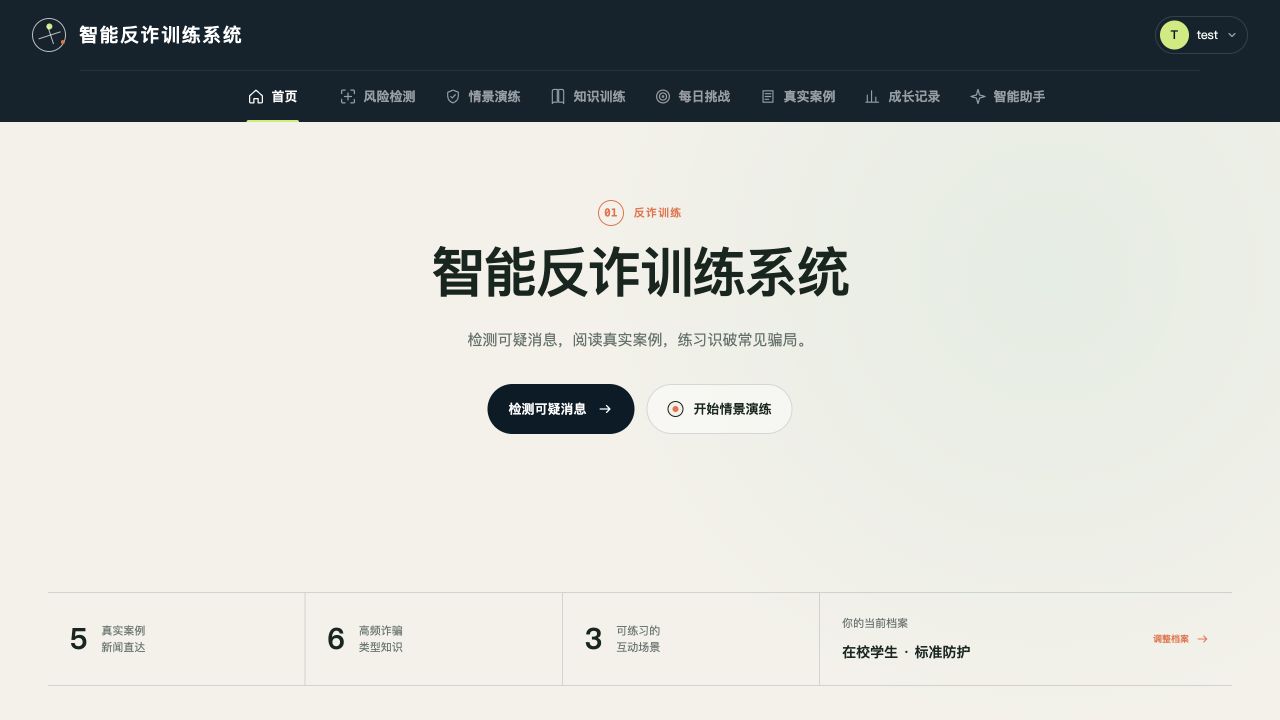 智能反诈训练系统
T test
首页 风险检测 情景演练 知识训练 每日挑战 真实案例 成长记录 智能助手
01 反诈训练
智能反诈训练系统
检测可疑消息，阅读真实案例，练习识破常见骗局。
检测可疑消息
开始情景演练
5 真实案例
新闻直达
6 高频诈骗
类型知识
3 可练习的
互动场景
你的当前档案
在校学生 · 标准防护
调整档案